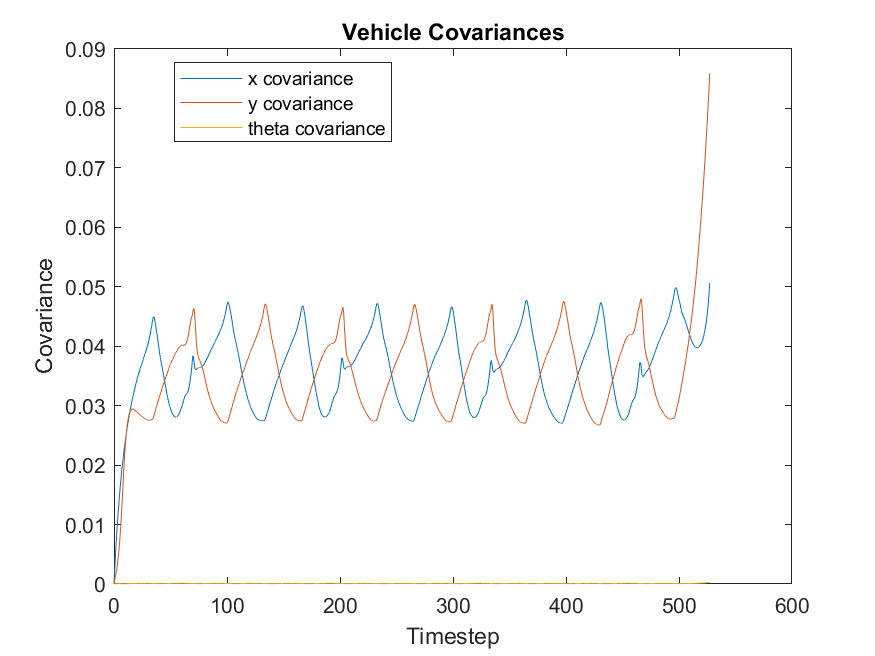 Vehicle Covariances
0.09
0.08
0.07
0.06
0.05
0.04
0.03
0.02
0.01
0
x covariance
y covariance
theta covariance
Covariance
0 100 200 300 400 500 600
Timestep